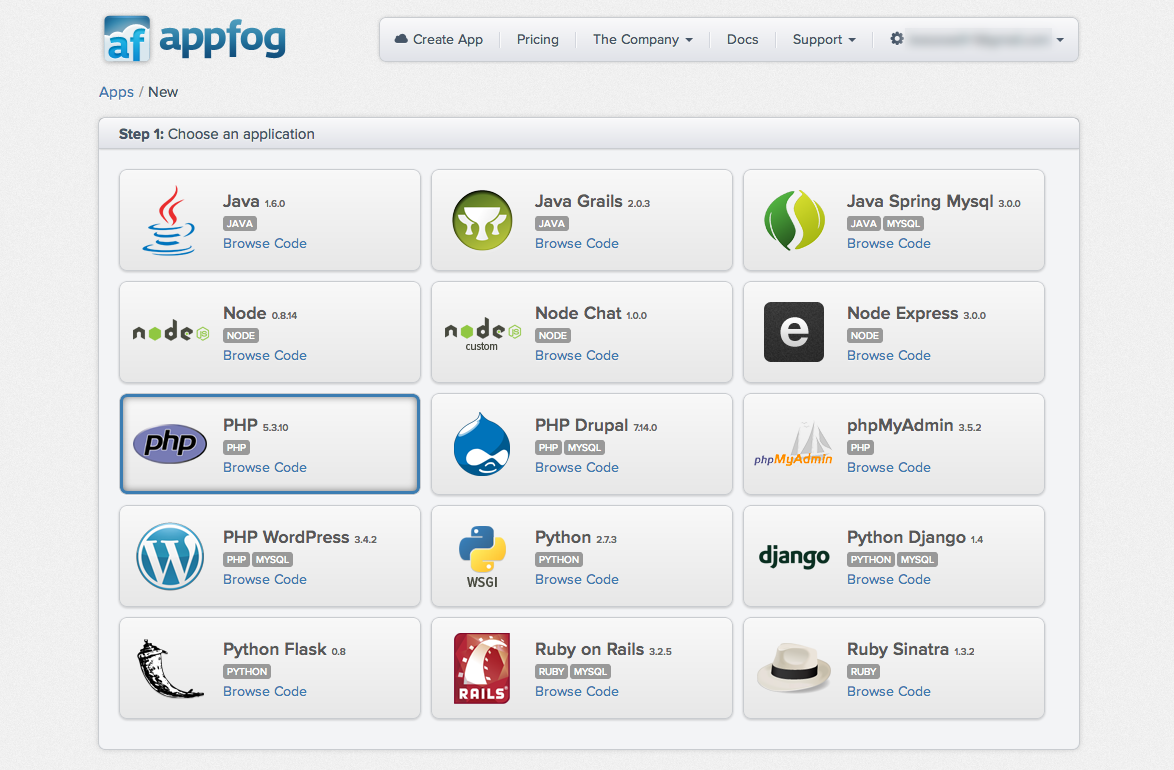 af appfog
Create App Pricing The Company Docs Support
Apps / New
Step 1: Choose an application
Java 1.6.0
JAVA
Browse Code
Java Grails 2.0.3
JAVA
Browse Code
Java Spring Mysql 3.0.0
JAVA MYSQL
Browse Code
node JS
Node 0.8.14
NODE
Browse Code
node JS
custom
Node Chat 1.0.0
NODE
Browse Code
e
Node Express 3.0.0
NODE
Browse Code
php
PHP 5.3.10
PHP
Browse Code
PHP Drupal 7.14.0
PHP MYSQL
Browse Code
phpMyAdmin
phpMyAdmin 3.5.2
PHP
Browse Code
W
PHP WordPress 3.4.2
PHP MYSQL
Browse Code
WSGI
Python 2.7.3
PYTHON
Browse Code
django
Python Django 1.4
PYTHON MYSQL
Browse Code
Python Flask 0.8
PYTHON
Browse Code
RAILS
Ruby on Rails 3.2.5
RUBY MYSQL
Browse Code
Ruby Sinatra 1.3.2
RUBY
Browse Code